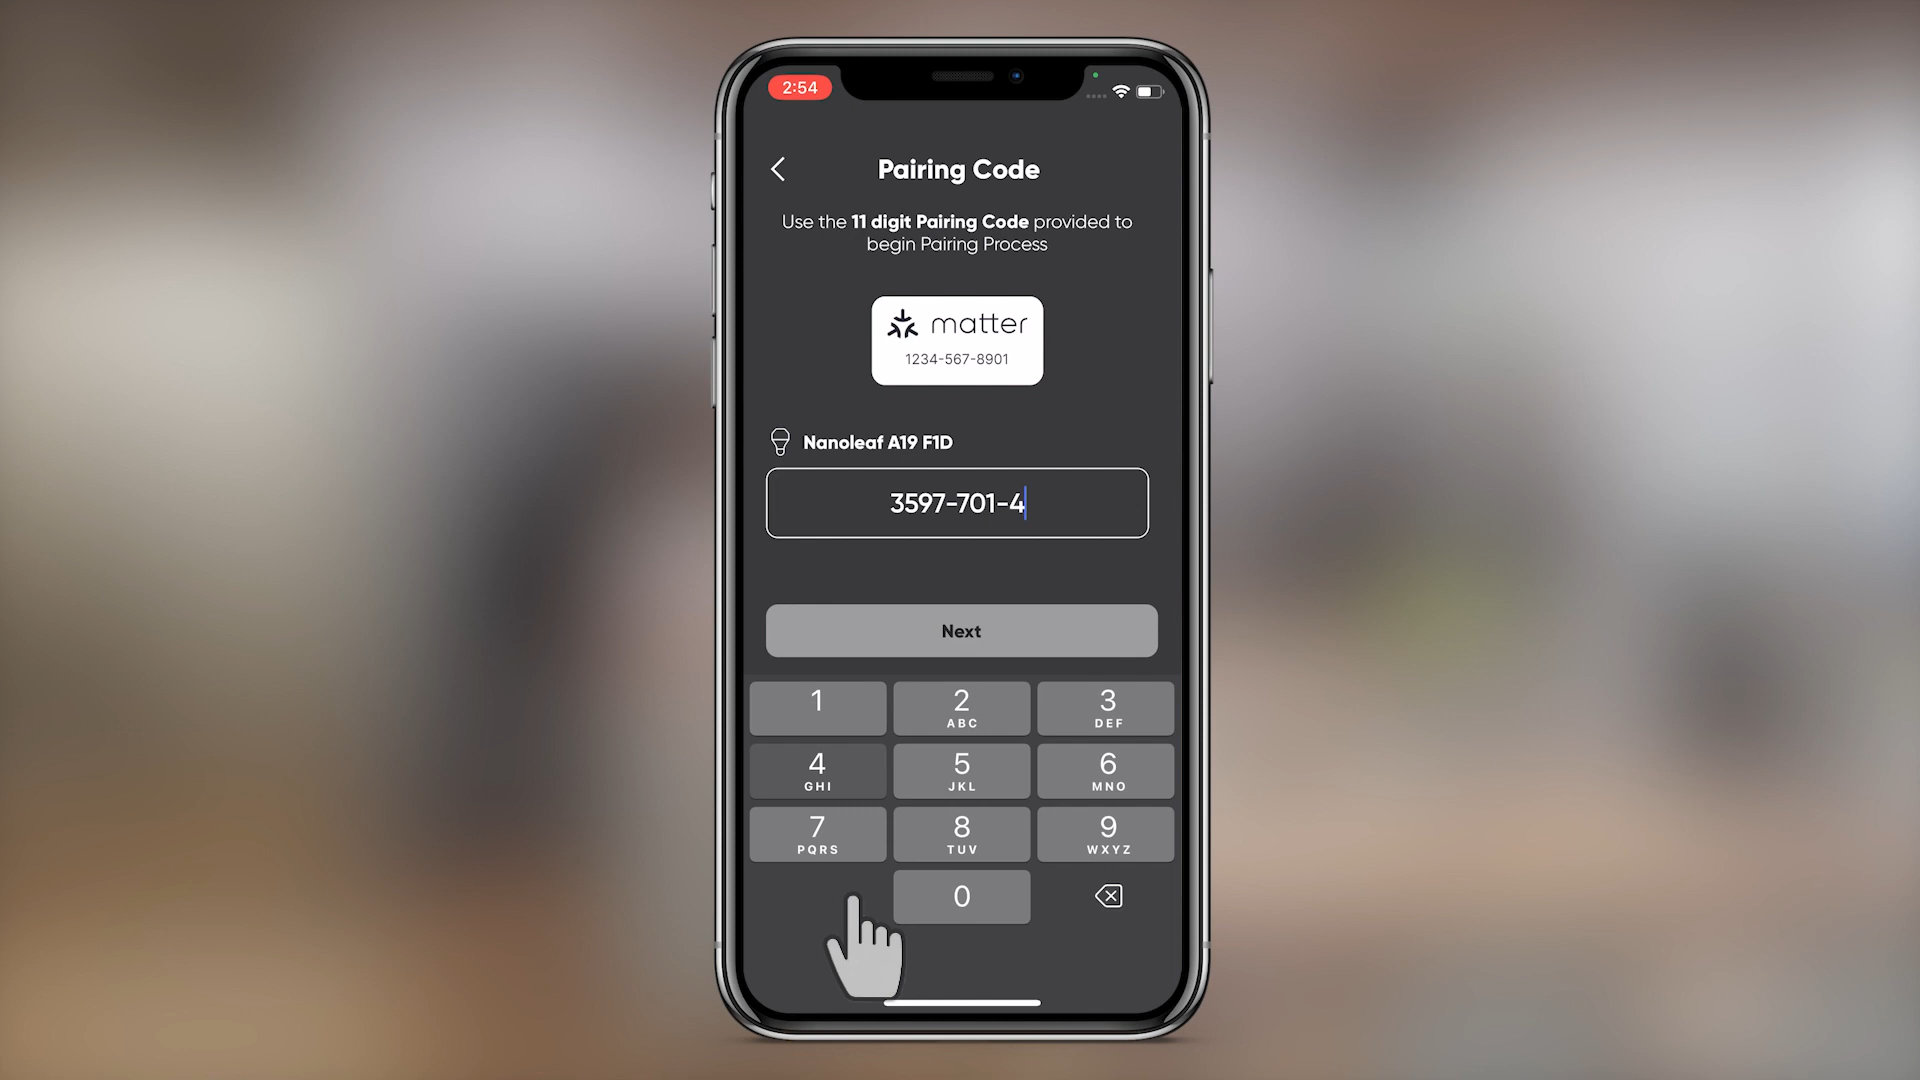 2:54
Pairing Code
Use the 11 digit Pairing Code provided to
begin Pairing Process
matter
1234-567-8901
Nanoleaf A19 F1D
3597-701-4
Next
1
2
ABC
3
DEF
4
GHI
5
JKL
6
MNO
7
PQRS
8
TUV
9
WXYZ
0